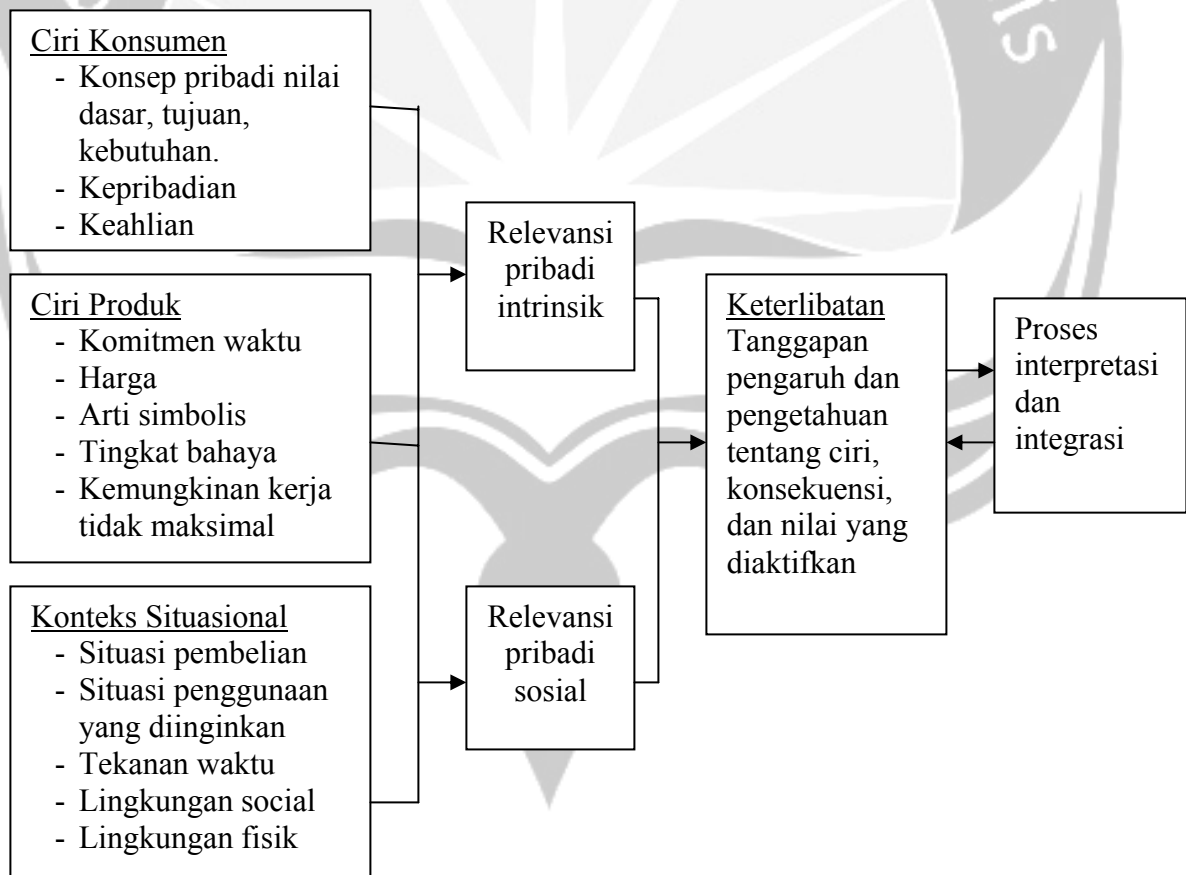 Ciri Konsumen
- Konsep pribadi nilai
dasar, tujuan,
kebutuhan.
- Kepribadian
- Keahlian
Ciri Produk
- Komitmen waktu
- Harga
- Arti simbolis
- Tingkat bahaya
- Kemungkinan kerja
tidak maksimal
Konteks Situasional
- Situasi pembelian
- Situasi penggunaan
yang diinginkan
- Tekanan waktu
- Lingkungan social
- Lingkungan fisik
Relevansi
pribadi
intrinsik
Relevansi
pribadi
sosial
Keterlibatan
Tanggapan
pengaruh dan
pengetahuan
tentang ciri,
konsekuensi,
dan nilai yang
diaktifkan
Proses
interpretasi
dan
integrasi